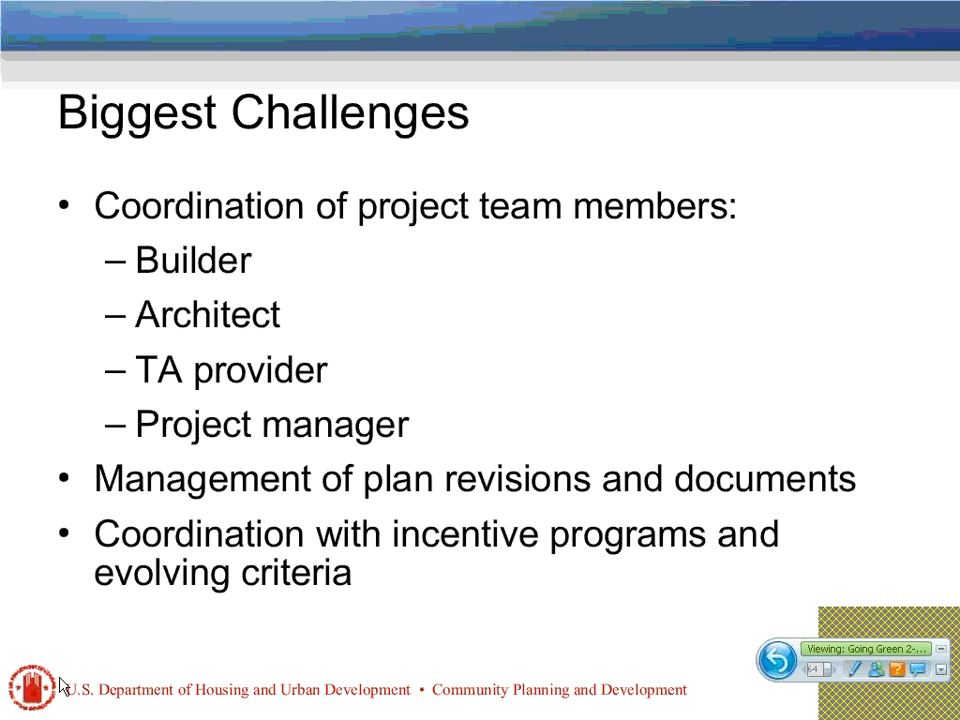 Biggest Challenges
• Coordination of project team members:
– Builder
– Architect
– TA provider
– Project manager
• Management of plan revisions and documents
• Coordination with incentive programs and
evolving criteria
Viewing: Going Green 2-...
64
U.S. Department of Housing and Urban Development • Community Planning and Development